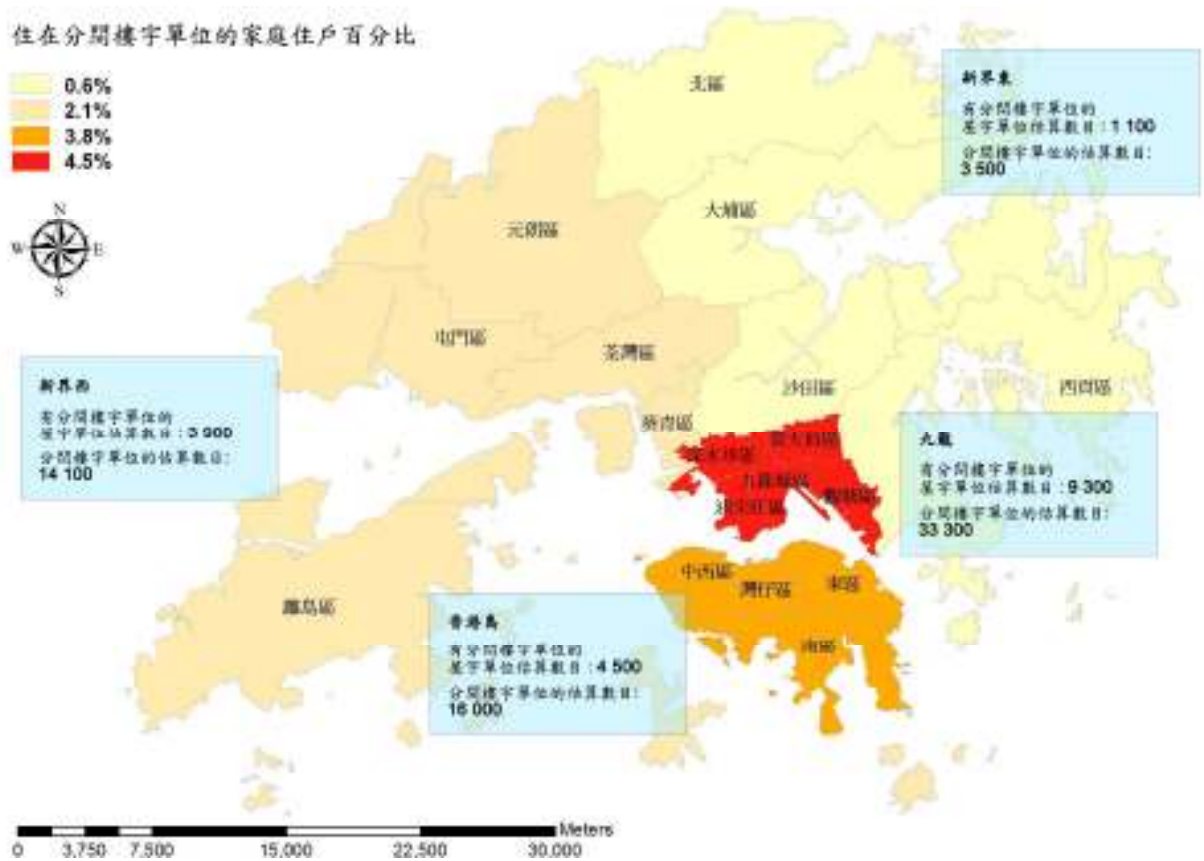 住在分間樓宇單位的家庭住戶百分比
0.6%
2.1%
3.8%
4.5%
N
W
E
S
北區
大埔區
元朗區
屯門區
荃灣區
葵青區
沙田區
西貢區
黃大仙區
深水埗區
九龍城區
油尖旺區
觀塘區
中西區
灣仔區
東區
南區
離島區
新界東
有分間樓宇單位的
屋宇單位估算數目：1 100
分間樓宇單位的估算數目：
3 500
新界西
有分間樓宇單位的
屋宇單位估算數目：3 900
分間樓宇單位的估算數目：
14 100
九龍
有分間樓宇單位的
屋宇單位估算數目：9 300
分間樓宇單位的估算數目：
33 300
香港島
有分間樓宇單位的
屋宇單位估算數目：4 500
分間樓宇單位的估算數目：
16 000
Meters
0 3,750 7,500 15,000 22,500 30,000